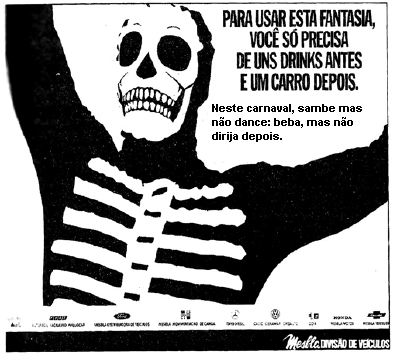 PARA USAR ESTA FANTASIA,
VOCÊ SÓ PRECISA
DE UNS DRINKS ANTES
E UM CARRO DEPOIS.
Neste carnaval, sambe mas
não dance: beba, mas não
dirija depois.
Mesbla DIVISÃO DE VEÍCULOS